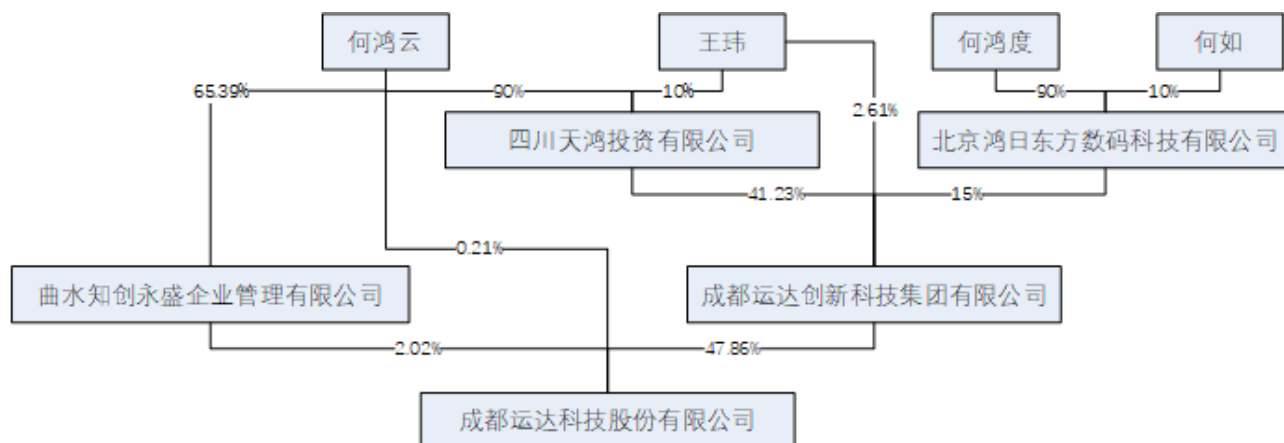 何鸿云
王玮
何鸿度
何如
65.39%
90%
10%
2.61%
90%
10%
四川天鸿投资有限公司
北京鸿日东方数码科技有限公司
41.23%
15%
0.21%
曲水知创永盛企业管理有限公司
成都运达创新科技集团有限公司
2.02%
47.86%
成都运达科技股份有限公司